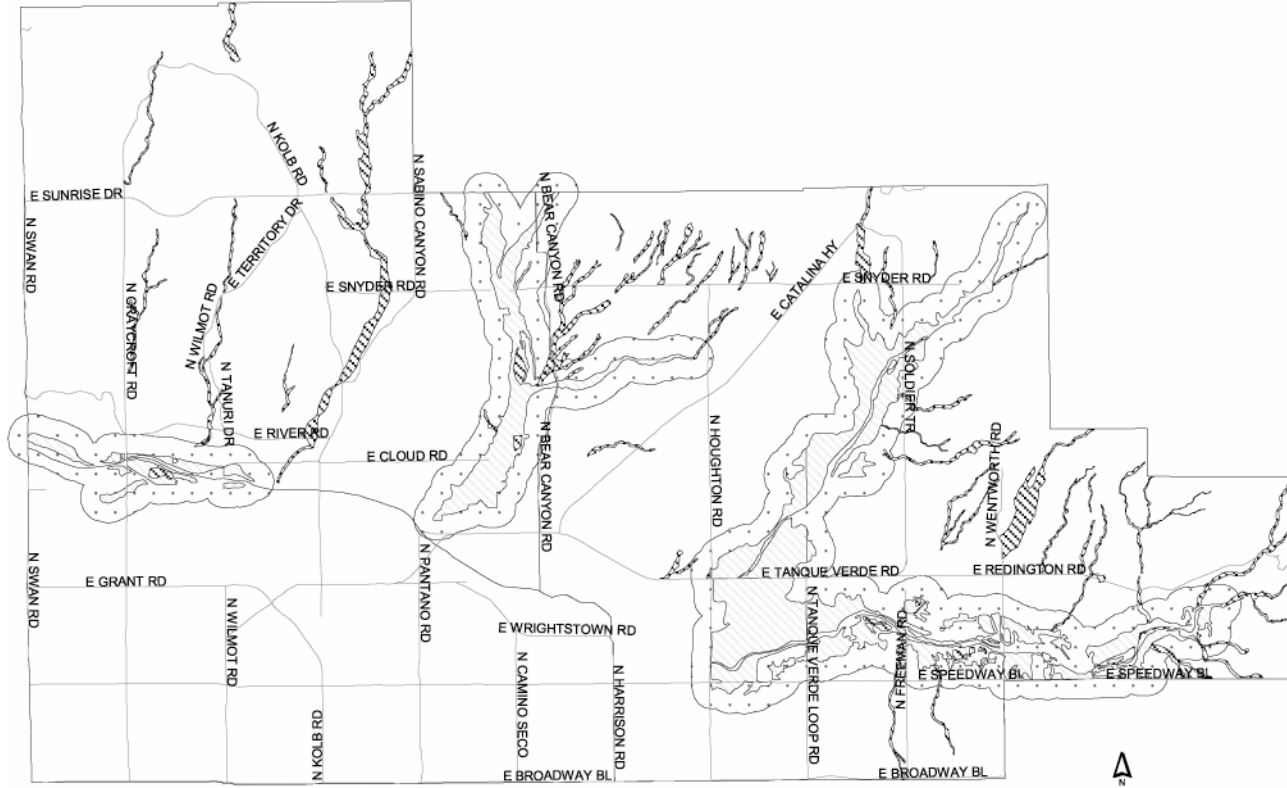 N KOLB RD
E SUNRISE DR
N SABINO CANYON RD
N BEAR CANYON RD
N SWAN RD
E TERRITORY DR
E CATALINA HY
E SNYDER RD
E SNYDER RD
N GRAYCROFT RD
N WILMOT RD
N TANURI DR
N SOLDIER TR
E RIVER RD
E CLOUD RD
N BEAR CANYON RD
N HOUGHTON RD
N WENTWORTH RD
N SWAN RD
E GRANT RD
N PANTANO RD
E TANQUE VERDE RD
E REDINGTON RD
N WILMOT RD
E WRIGHTSTOWN RD
N TANQUE VERDE LOOP RD
N FREEMAN RD
E SPEEDWAY BL
E SPEEDWAY BL
N KOLB RD
N CAMINO SECO
N HARRISON RD
E BROADWAY BL
E BROADWAY BL
N